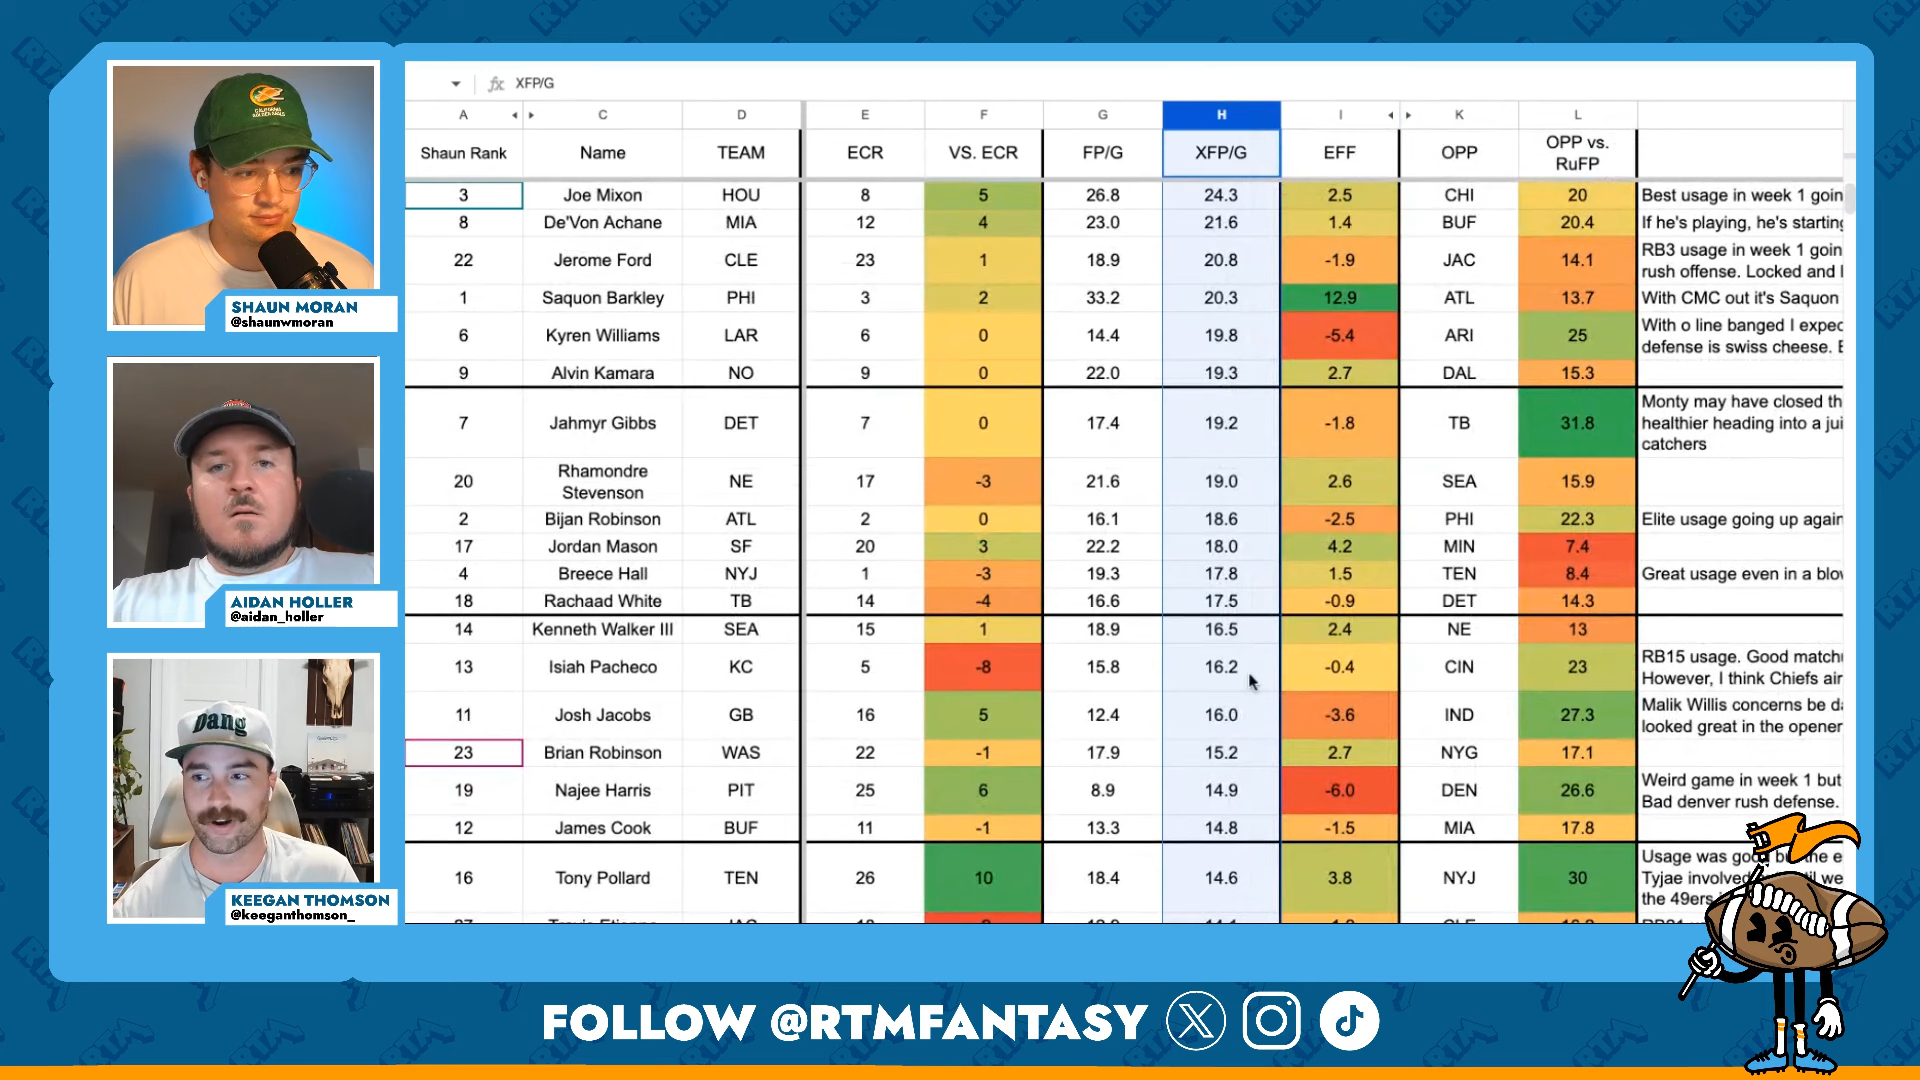 SHAUN MORAN
@shaunwmoran
AIDAN HOLLER
@aidan_holler
Dang
KEEGAN THOMSON
@keeganthomson_
fx XFP/G
A C D E F G H I K L
Shaun Rank Name TEAM ECR VS. ECR FP/G XFP/G EFF OPP OPP vs. RuFP
3 Joe Mixon HOU 8 5 26.8 24.3 2.5 CHI 20 Best usage in week 1 goin
8 De'Von Achane MIA 12 4 23.0 21.6 1.4 BUF 20.4 If he's playing, he's starting
22 Jerome Ford CLE 23 1 18.9 20.8 -1.9 JAC 14.1 RB3 usage in week 1 goin
rush offense. Locked and l
1 Saquon Barkley PHI 3 2 33.2 20.3 12.9 ATL 13.7 With CMC out it's Saquon
6 Kyren Williams LAR 6 0 14.4 19.8 -5.4 ARI 25 With o line banged I expec
defense is swiss cheese. E
9 Alvin Kamara NO 9 0 22.0 19.3 2.7 DAL 15.3
7 Jahmyr Gibbs DET 7 0 17.4 19.2 -1.8 TB 31.8 Monty may have closed th
healthier heading into a jui
catchers
20 Rhamondre Stevenson NE 17 -3 21.6 19.0 2.6 SEA 15.9
2 Bijan Robinson ATL 2 0 16.1 18.6 -2.5 PHI 22.3 Elite usage going up again
17 Jordan Mason SF 20 3 22.2 18.0 4.2 MIN 7.4
4 Breece Hall NYJ 1 -3 19.3 17.8 1.5 TEN 8.4 Great usage even in a blow
18 Rachaad White TB 14 -4 16.6 17.5 -0.9 DET 14.3
14 Kenneth Walker III SEA 15 1 18.9 16.5 2.4 NE 13
13 Isiah Pacheco KC 5 -8 15.8 16.2 -0.4 CIN 23 RB15 usage. Good match
However, I think Chiefs air
11 Josh Jacobs GB 16 5 12.4 16.0 -3.6 IND 27.3 Malik Willis concerns be da
looked great in the opener
23 Brian Robinson WAS 22 -1 17.9 15.2 2.7 NYG 17.1
19 Najee Harris PIT 25 6 8.9 14.9 -6.0 DEN 26.6 Weird game in week 1 but
Bad denver rush defense.
12 James Cook BUF 11 -1 13.3 14.8 -1.5 MIA 17.8
16 Tony Pollard TEN 26 10 18.4 14.6 3.8 NYJ 30 Usage was good but the e
Tyjae involved we
the 49ers
FOLLOW @RTMFANTASY